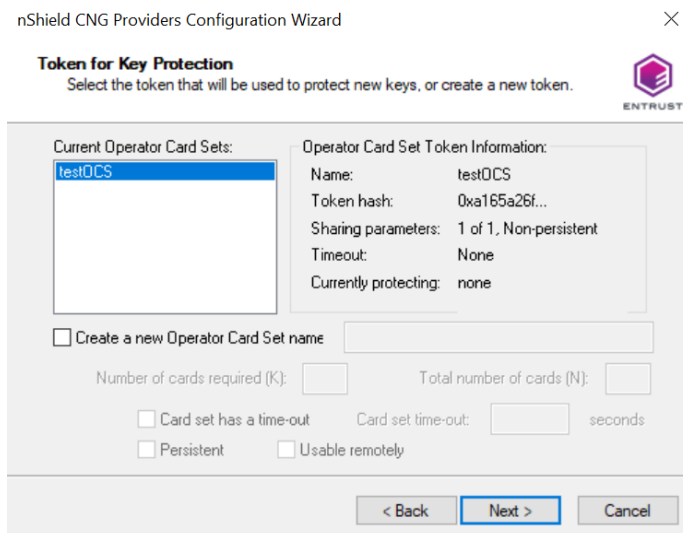 nShield CNG Providers Configuration Wizard
Token for Key Protection
Select the token that will be used to protect new keys, or create a new token.
ENTRUST
Current Operator Card Sets:
testOCS
Operator Card Set Token Information:
Name: testOCS
Token hash: 0xa165a26f...
Sharing parameters: 1 of 1, Non-persistent
Timeout: None
Currently protecting: none
Create a new Operator Card Set name
Number of cards required (K): Total number of cards (N):
Card set has a time-out Card set time-out: seconds
Persistent Usable remotely
< Back Next > Cancel